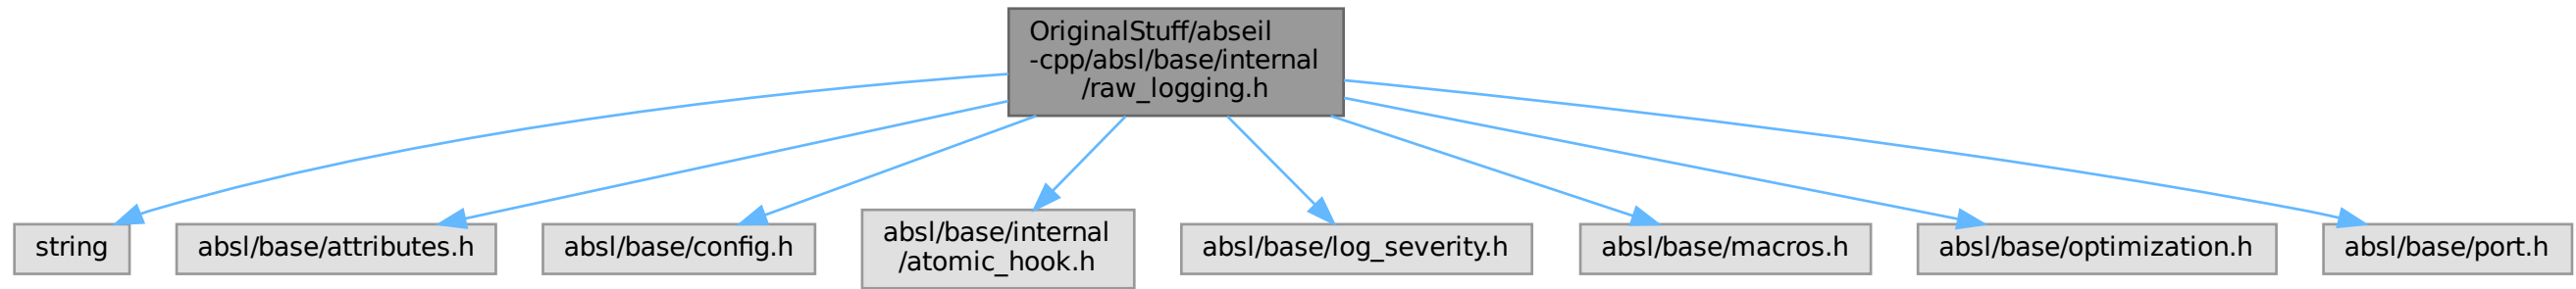 OriginalStuff/abseil
-cpp/absl/base/internal
/raw_logging.h
string
absl/base/attributes.h
absl/base/config.h
absl/base/internal
/atomic_hook.h
absl/base/log_severity.h
absl/base/macros.h
absl/base/optimization.h
absl/base/port.h